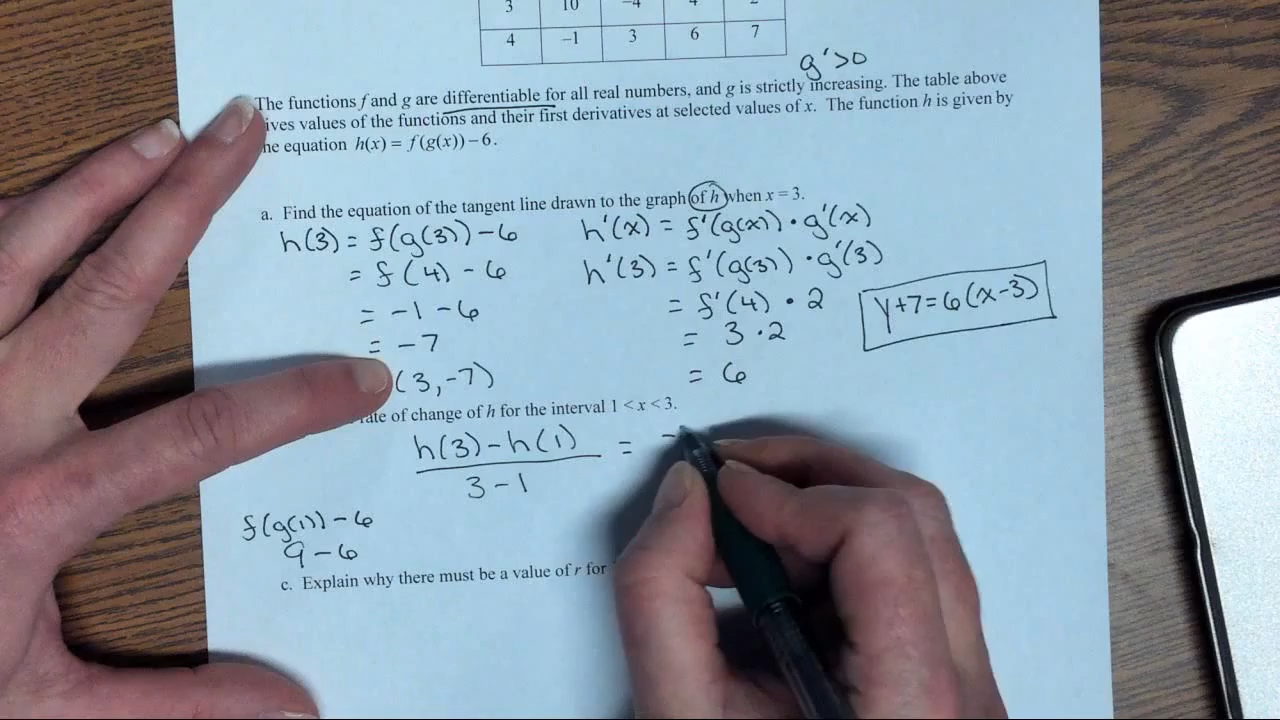 3 10 −4 4 2
4 −1 3 6 7
g'>0
The functions f and g are differentiable for all real numbers, and g is strictly increasing. The table above
ives values of the functions and their first derivatives at selected values of x. The function h is given by
he equation h(x) = f(g(x)) − 6.
a. Find the equation of the tangent line drawn to the graph of h when x = 3.
h(3) = f(g(3)) − 6
= f(4) − 6
= −1 − 6
= −7
(3, −7)
h'(x) = f'(g(x)) · g'(x)
h'(3) = f'(g(3)) · g'(3)
= f'(4) · 2
= 3 · 2
= 6
y+7=6(x−3)
rate of change of h for the interval 1 < x < 3.
h(3) − h(1) =
3 − 1
f(g(1)) − 6
9 − 6
c. Explain why there must be a value of r for